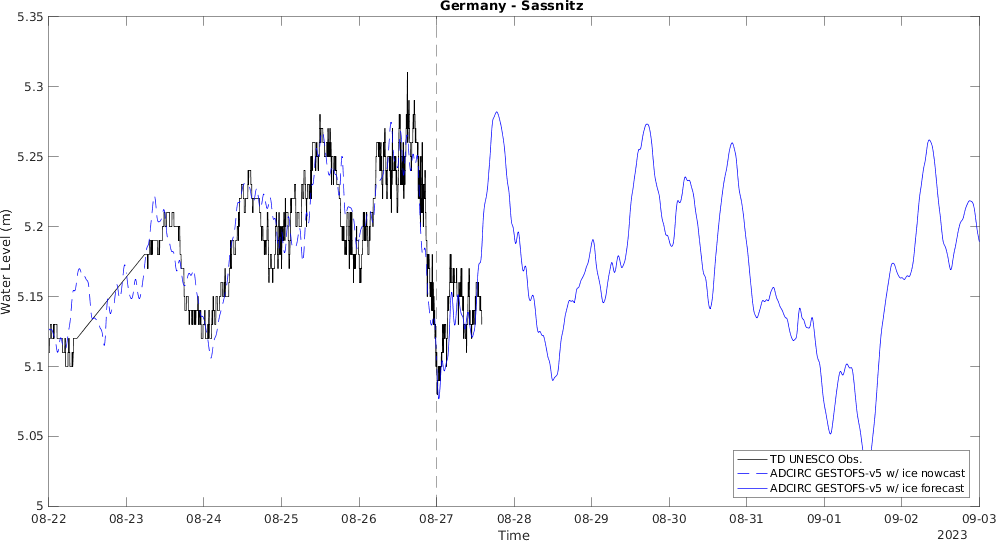 Germany - Sassnitz
5.35
5.3
5.25
5.2
5.15
5.1
5.05
5
Water Level (m)
TD UNESCO Obs.
ADCIRC GESTOFS-v5 w/ ice nowcast
ADCIRC GESTOFS-v5 w/ ice forecast
08-22 08-23 08-24 08-25 08-26 08-27 08-28 08-29 08-30 08-31 09-01 09-02 09-03
Time
2023